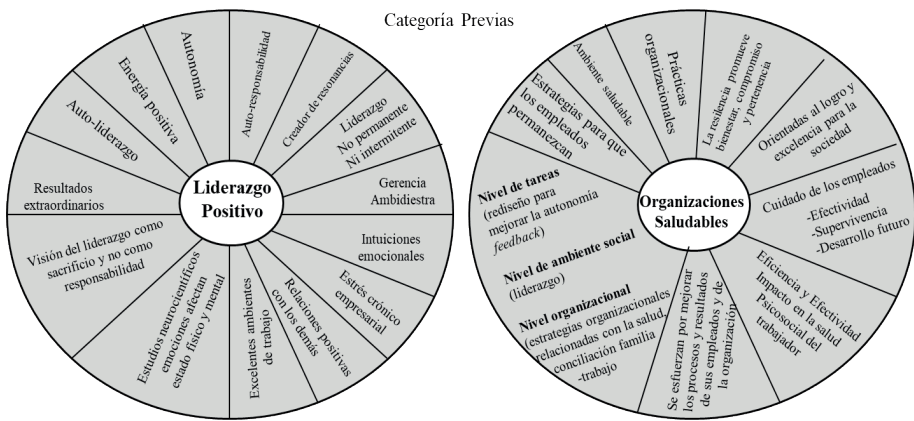 Categoría Previas
Liderazgo
Positivo
Autonomía
Auto-responsabilidad
Creador de resonancias
Liderazgo
No permanente
Ni intermitente
Gerencia
Ambidiestra
Intuiciones
emocionales
Estrés crónico
empresarial
Relaciones positivas
con los demás
Excelentes ambientes
de trabajo
Estudios neurocientíficos
emociones afectan
estado físico y mental
Visión del liderazgo como
sacrificio y no como
responsabilidad
Resultados
extraordinarios
Auto-liderazgo
Energía positiva
Organizaciones
Saludables
Prácticas
organizacionales
La resilencia promueve
bienestar, compromiso
y pertenencia
Orientadas al logro y
excelencia para la
sociedad
Cuidado de los empleados
-Efectividad
-Supervivencia
-Desarrollo futuro
Eficiencia y Efectividad
Impacto en la salud
Psicosocial del
trabajador
Se esfuerzan por mejorar
los procesos y resultados
de sus empleados y de
la organización
Nivel de tareas
(rediseño para
mejorar la autonomía
feedback)
Nivel de ambiente social
(liderazgo)
Nivel organizacional
(estrategias organizacionales
relacionadas con la salud,
conciliación familia
-trabajo
Estrategias para que
los empleados
permanezcan
Ambiente saludable